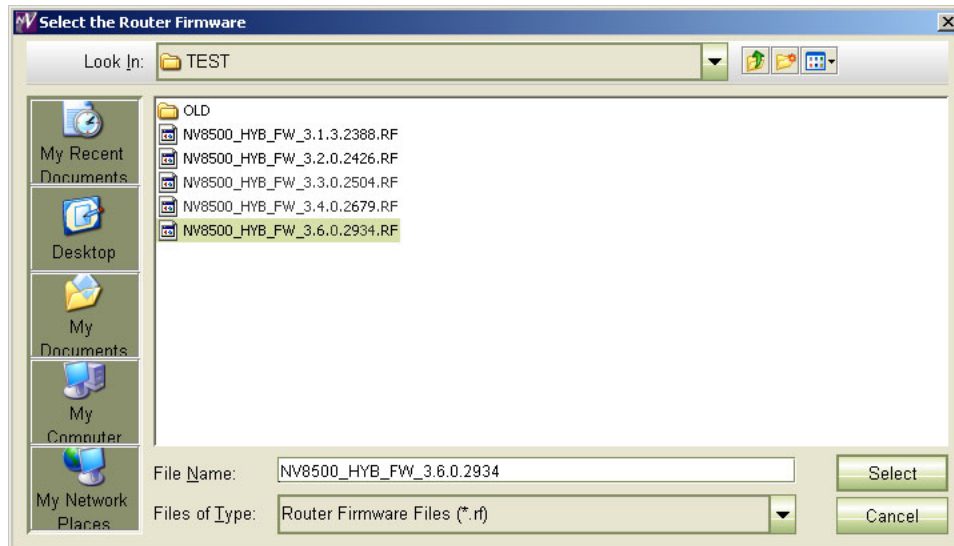 Select the Router Firmware
Look In:
TEST
My Recent
Documents
Desktop
My
Documents
My
Computer
My Network
Places
OLD
NV8500_HYB_FW_3.1.3.2388.RF
NV8500_HYB_FW_3.2.0.2426.RF
NV8500_HYB_FW_3.3.0.2504.RF
NV8500_HYB_FW_3.4.0.2679.RF
NV8500_HYB_FW_3.6.0.2934.RF
File Name:
NV8500_HYB_FW_3.6.0.2934
Select
Files of Type:
Router Firmware Files (*.rf)
Cancel